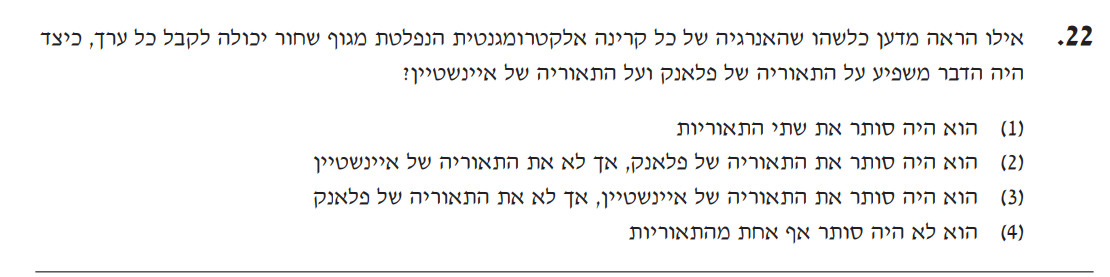 22. אילו הראה מדען כלשהו שהאנרגיה של כל קרינה אלקטרומגנטית הנפלטת מגוף שחור יכולה לקבל כל ערך, כיצד
היה הדבר משפיע על התאוריה של פלאנק ועל התאוריה של איינשטיין?
(1) הוא היה סותר את שתי התאוריות
(2) הוא היה סותר את התאוריה של פלאנק, אך לא את התאוריה של איינשטיין
(3) הוא היה סותר את התאוריה של איינשטיין, אך לא את התאוריה של פלאנק
(4) הוא לא היה סותר אף אחת מהתאוריות